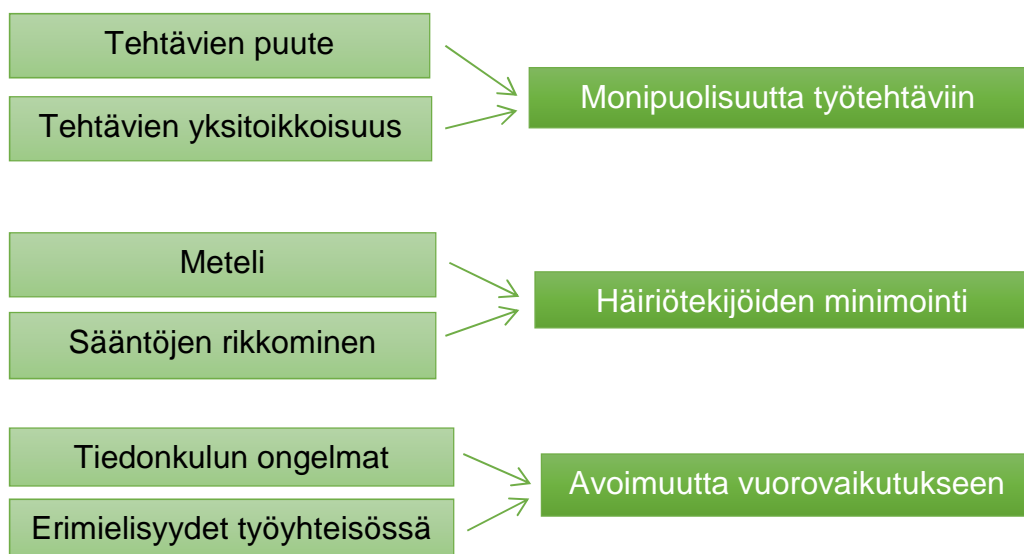 Tehtävien puute
Tehtävien yksitoikkoisuus
Monipuolisuutta työtehtäviin
Meteli
Sääntöjen rikkominen
Häiriötekijöiden minimointi
Tiedonkulun ongelmat
Erimielisyydet työyhteisössä
Avoimuutta vuorovaikutukseen